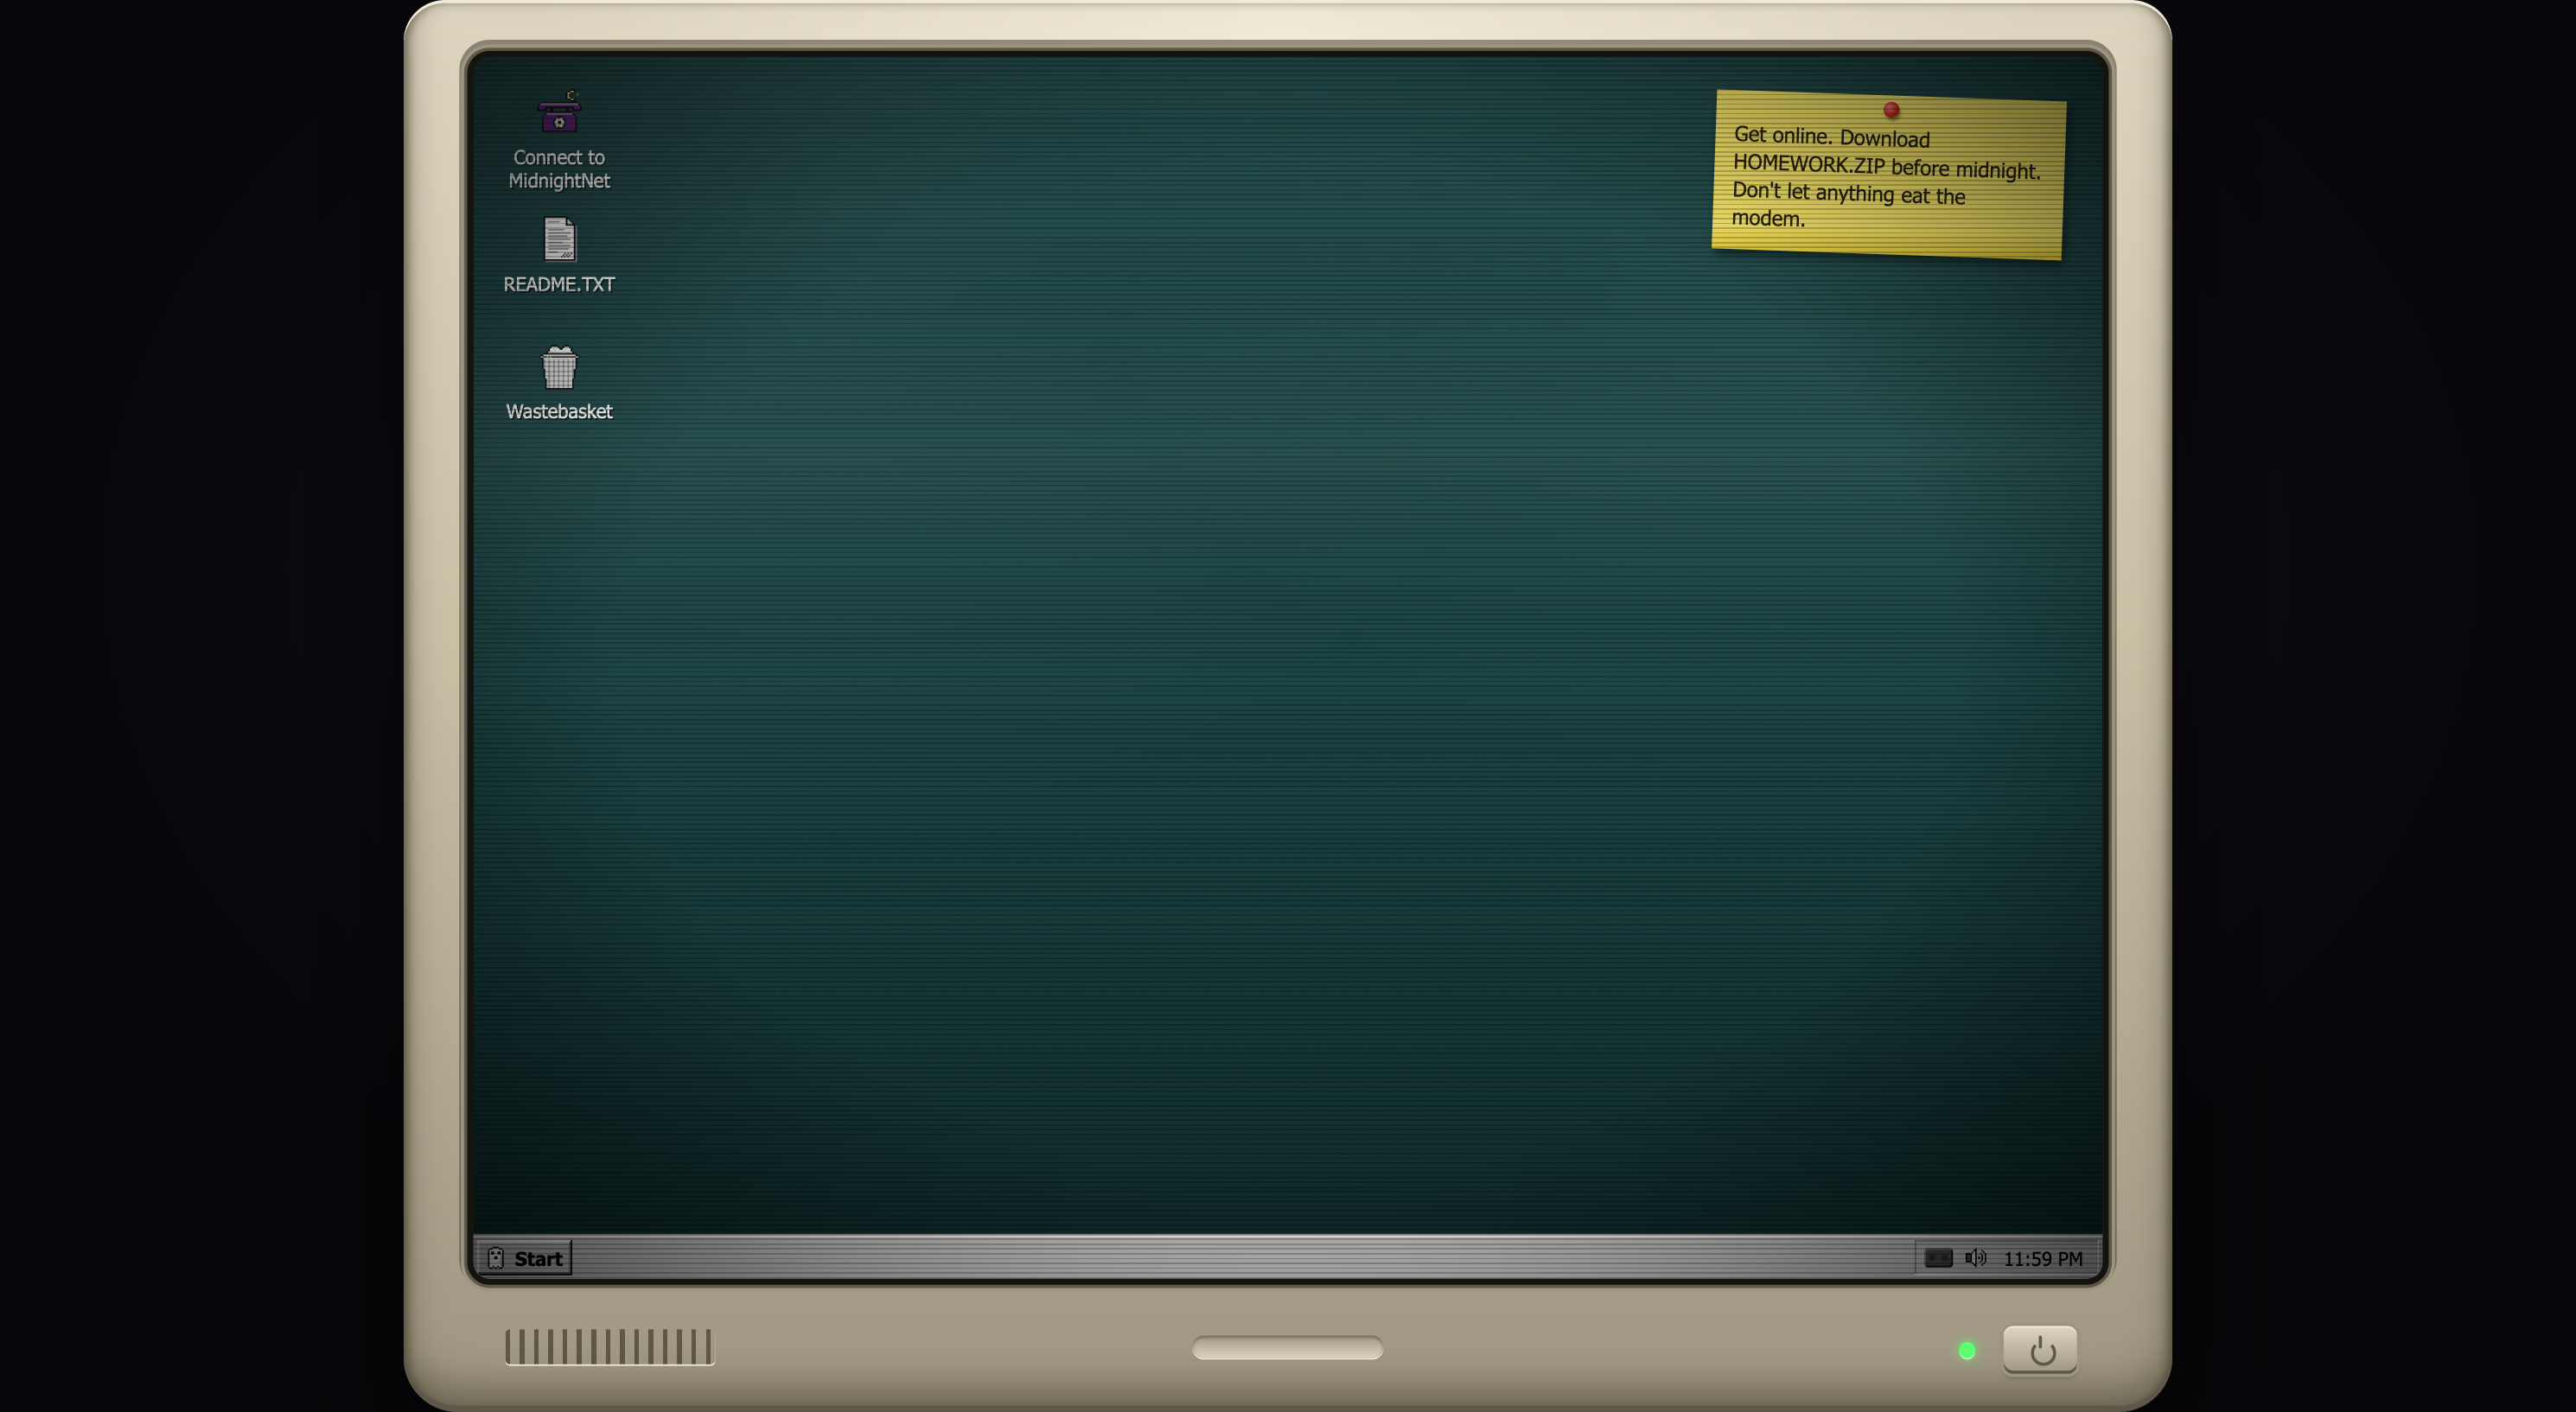 Connect to
MidnightNet
README.TXT
Wastebasket
Get online. Download
HOMEWORK.ZIP before midnight.
Don't let anything eat the
modem.
Start
11:59 PM